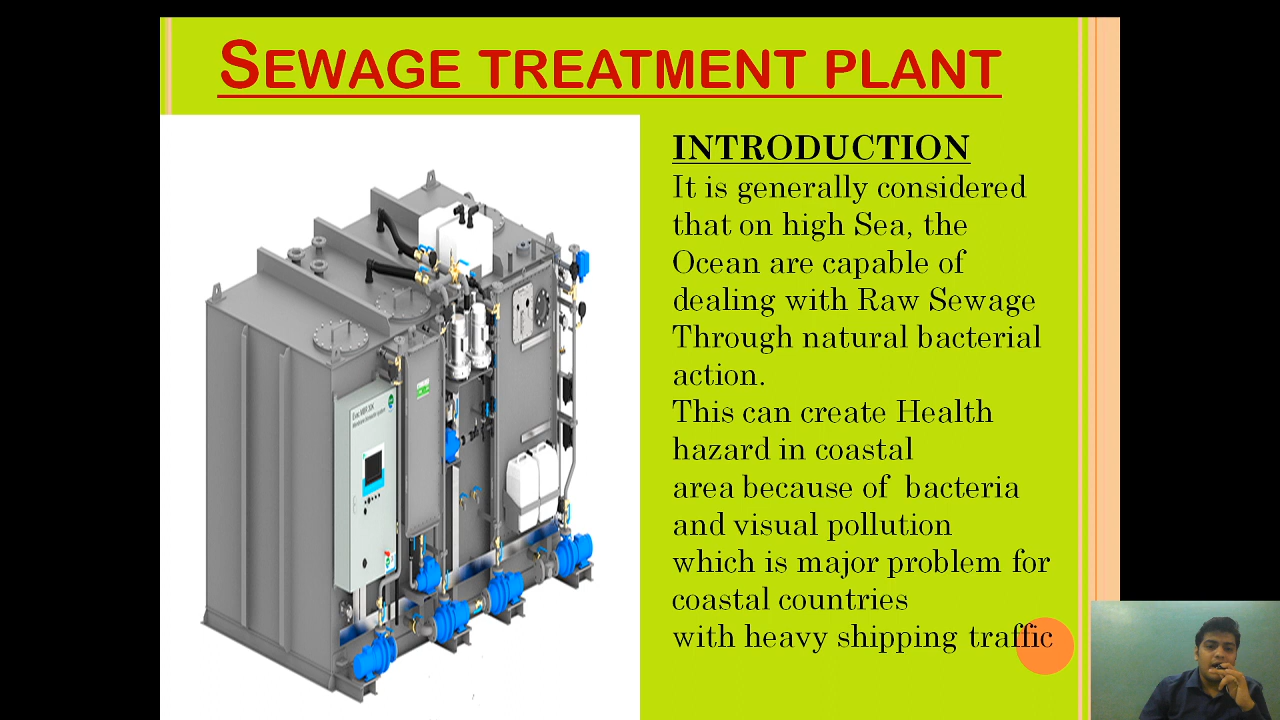 SEWAGE TREATMENT PLANT
INTRODUCTION
It is generally considered
that on high Sea, the
Ocean are capable of
dealing with Raw Sewage
Through natural bacterial
action.
This can create Health
hazard in coastal
area because of bacteria
and visual pollution
which is major problem for
coastal countries
with heavy shipping traffic